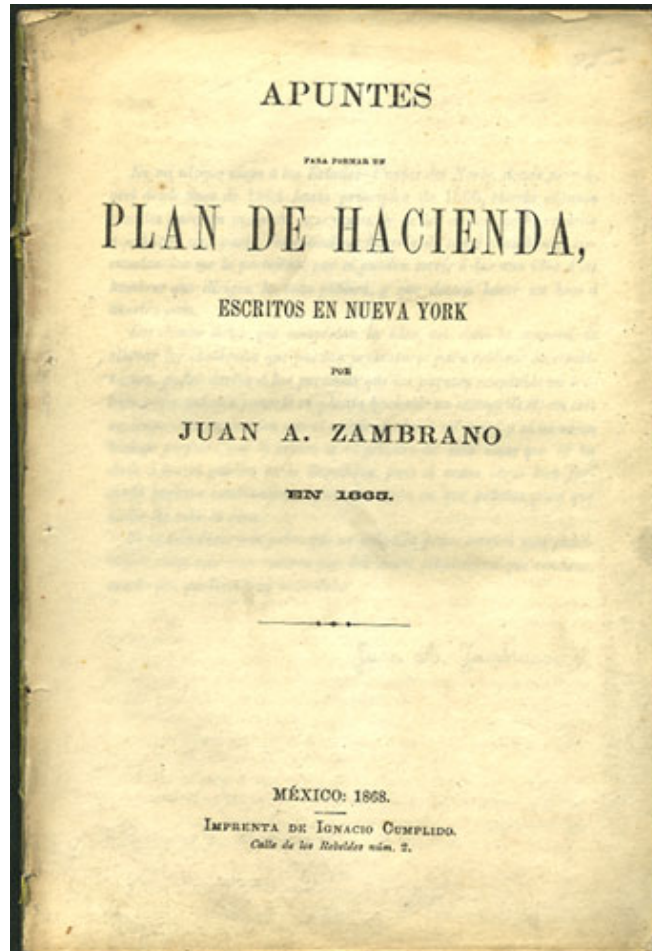 APUNTES
PARA FORMAR UN
PLAN DE HACIENDA,
ESCRITOS EN NUEVA YORK
POR
JUAN A. ZAMBRANO
EN 1865.
MÉXICO: 1868.
IMPRENTA DE IGNACIO CUMPLIDO.
Calle de los Rebeldes núm. 2.